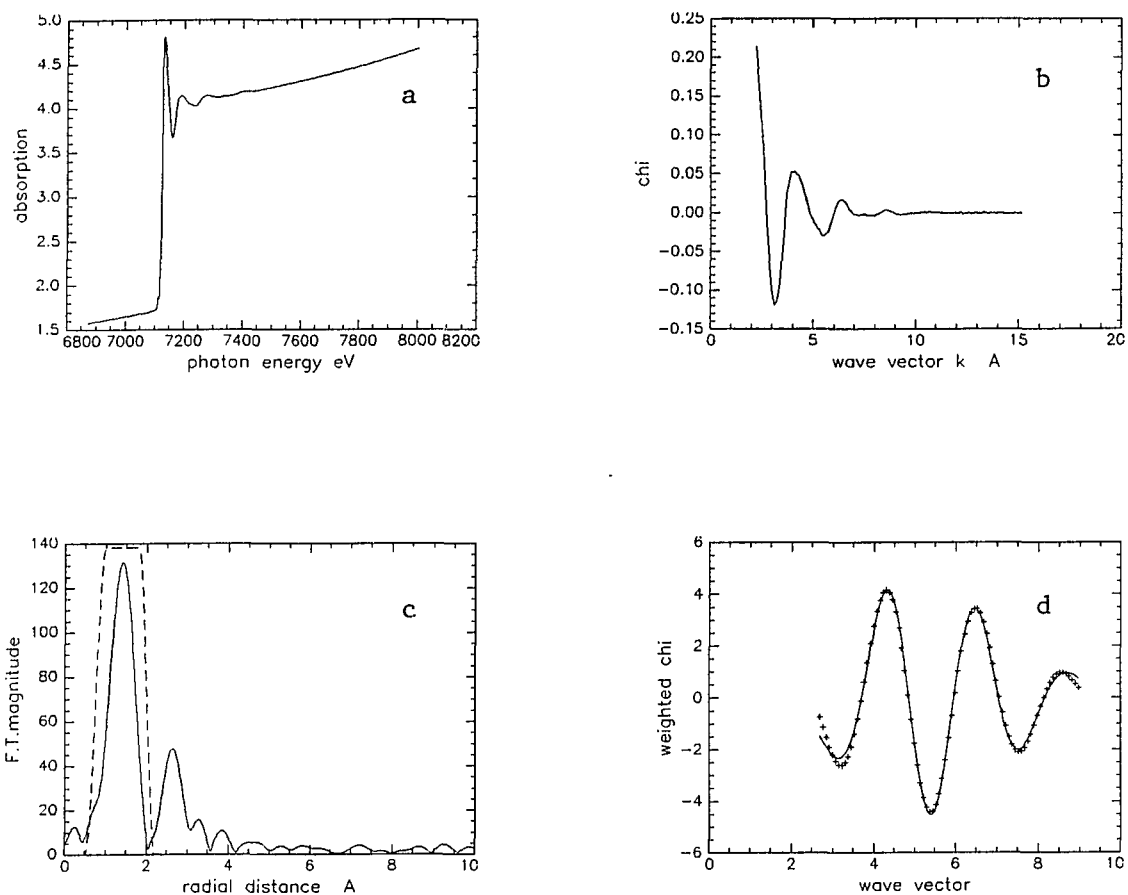 5.0
4.5
4.0
3.5
3.0
2.5
2.0
1.5
absorption
a
6800 7000 7200 7400 7600 7800 8000 8200
photon energy eV
0.25
0.20
0.15
0.10
0.05
0.00
−0.05
−0.10
−0.15
chi
b
0 5 10 15 20
wave vector k A
140
120
100
80
60
40
20
0
F.T.magnitude
c
0 2 4 6 8 10
radial distance A
6
4
2
0
−2
−4
−6
weighted chi
d
0 2 4 6 8 10
wave vector